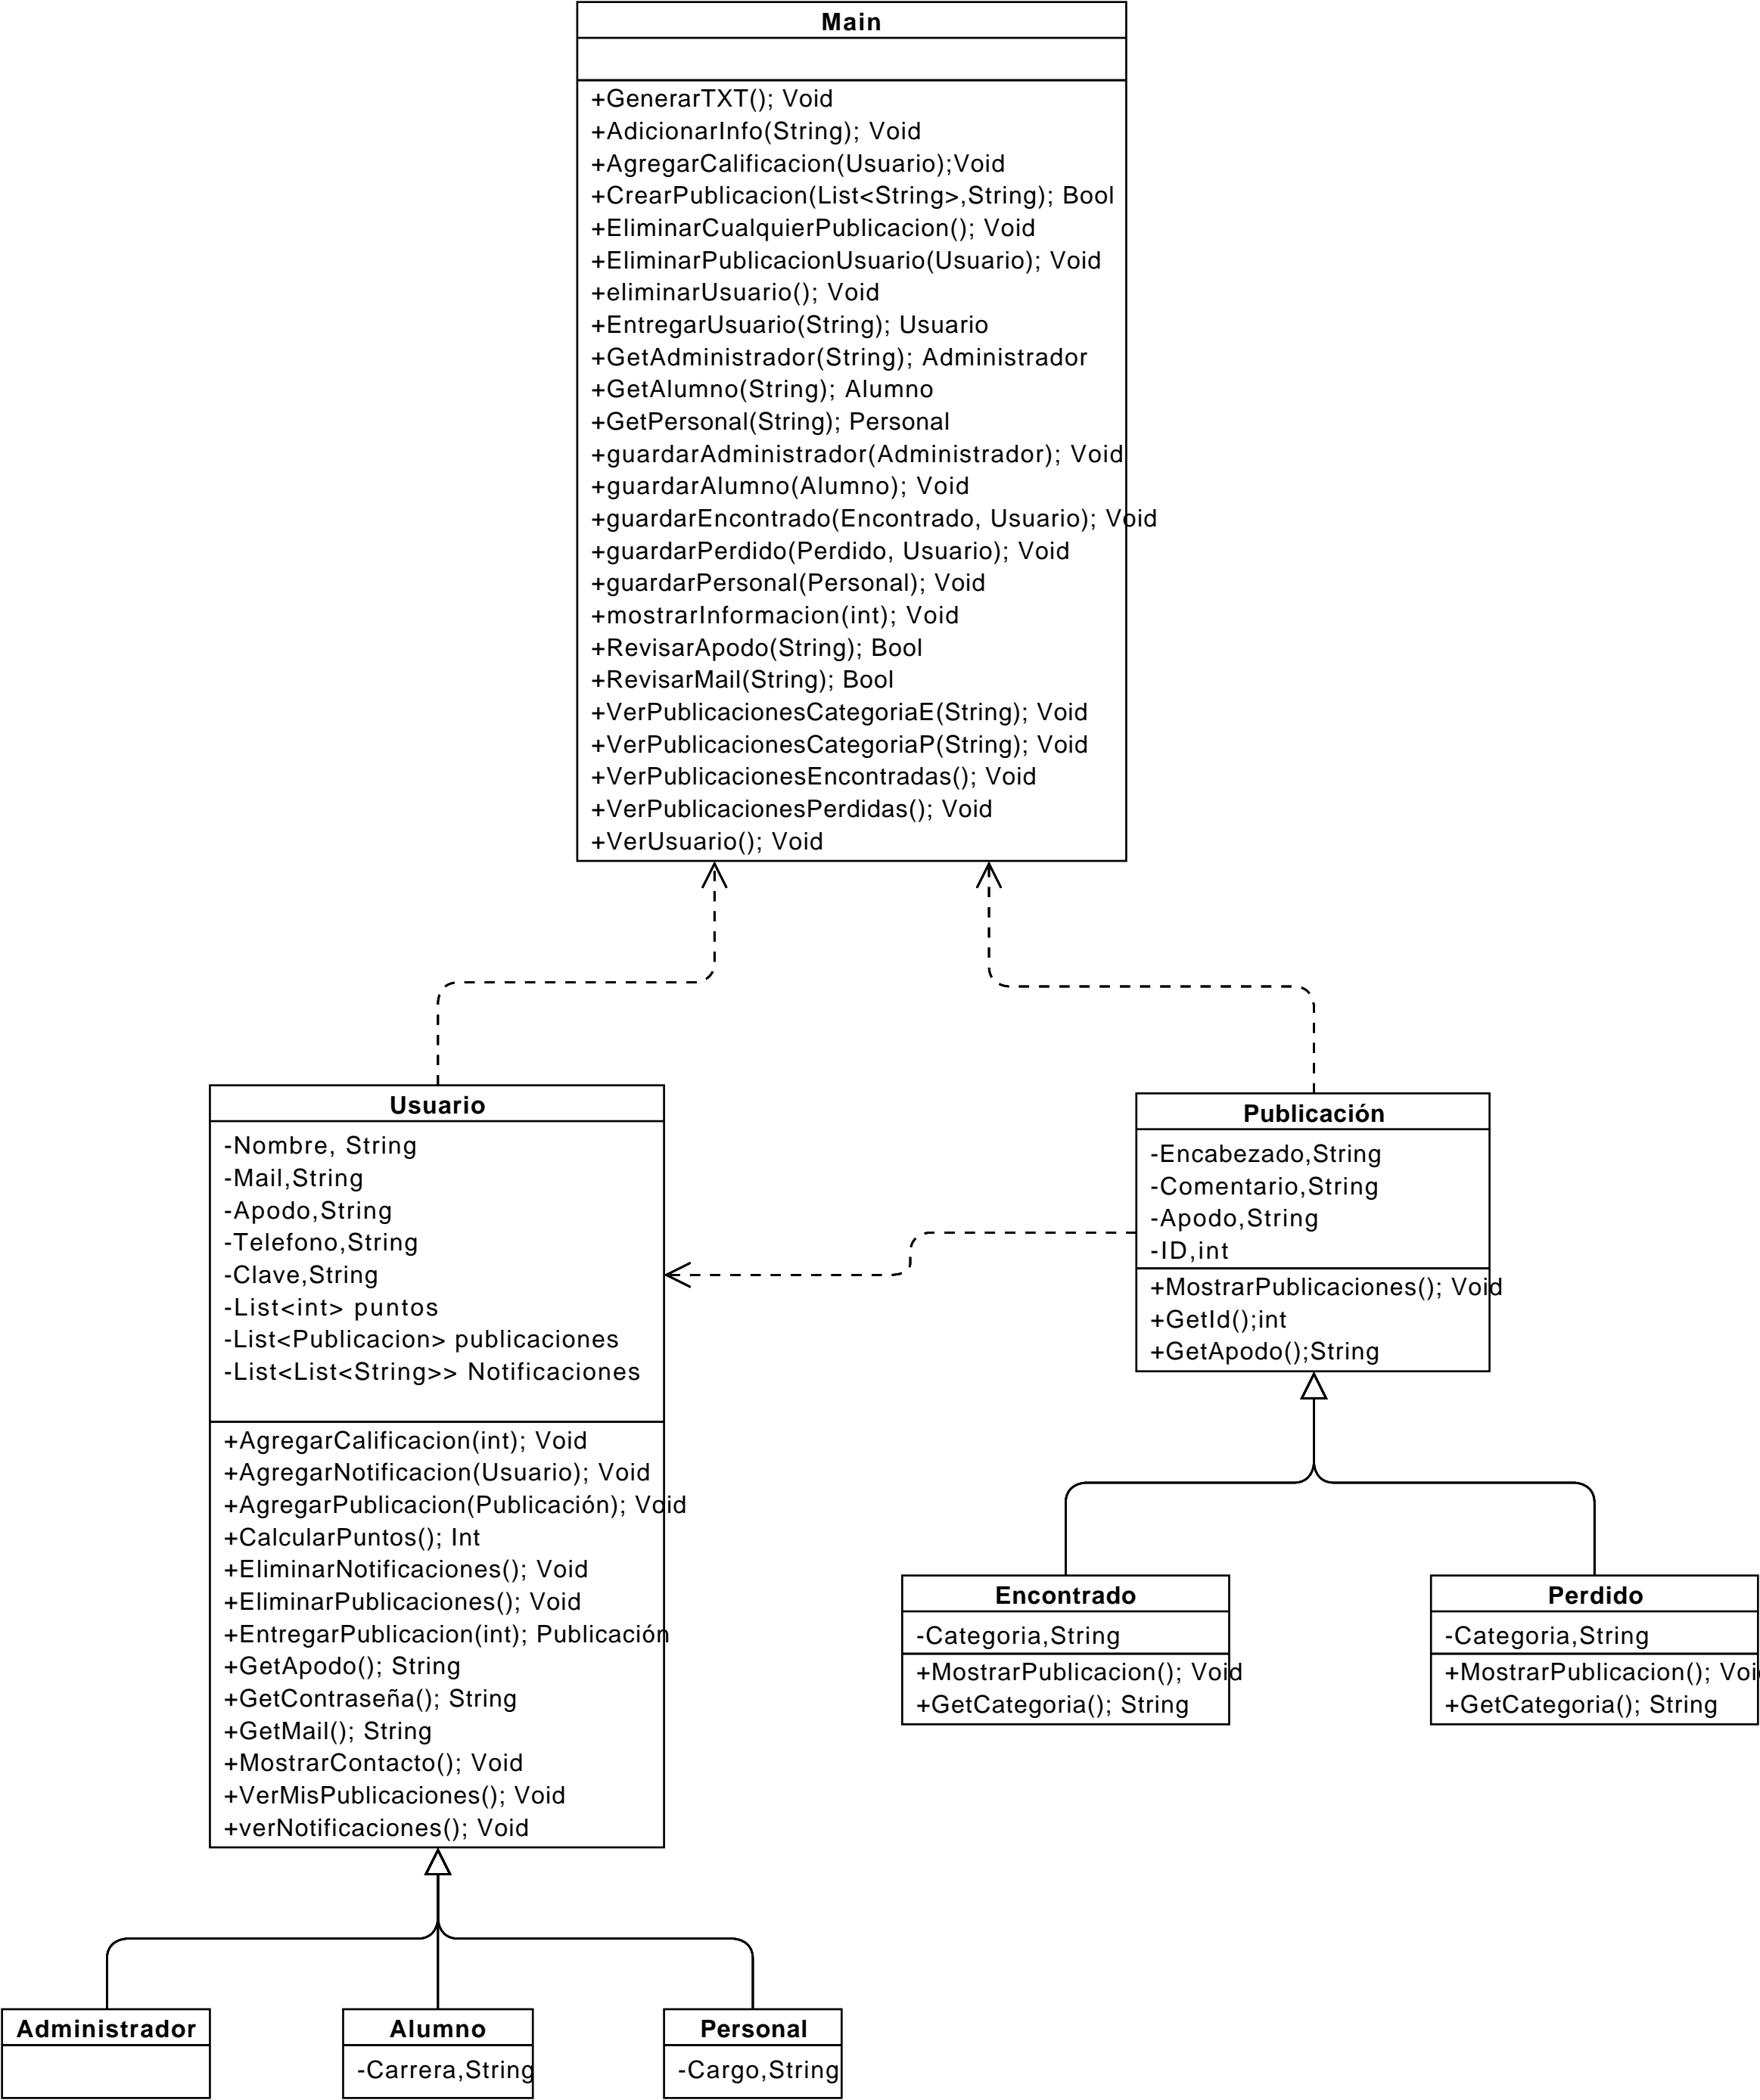 Main
+GenerarTXT(); Void
+AdicionarInfo(String); Void
+AgregarCalificacion(Usuario);Void
+CrearPublicacion(List<String>,String); Bool
+EliminarCualquierPublicacion(); Void
+EliminarPublicacionUsuario(Usuario); Void
+eliminarUsuario(); Void
+EntregarUsuario(String); Usuario
+GetAdministrador(String); Administrador
+GetAlumno(String); Alumno
+GetPersonal(String); Personal
+guardarAdministrador(Administrador); Void
+guardarAlumno(Alumno); Void
+guardarEncontrado(Encontrado, Usuario); Void
+guardarPerdido(Perdido, Usuario); Void
+guardarPersonal(Personal); Void
+mostrarInformacion(int); Void
+RevisarApodo(String); Bool
+RevisarMail(String); Bool
+VerPublicacionesCategoriaE(String); Void
+VerPublicacionesCategoriaP(String); Void
+VerPublicacionesEncontradas(); Void
+VerPublicacionesPerdidas(); Void
+VerUsuario(); Void
Usuario
-Nombre, String
-Mail,String
-Apodo,String
-Telefono,String
-Clave,String
-List<int> puntos
-List<Publicacion> publicaciones
-List<List<String>> Notificaciones
+AgregarCalificacion(int); Void
+AgregarNotificacion(Usuario); Void
+AgregarPublicacion(Publicación); Void
+CalcularPuntos(); Int
+EliminarNotificaciones(); Void
+EliminarPublicaciones(); Void
+EntregarPublicacion(int); Publicación
+GetApodo(); String
+GetContraseña(); String
+GetMail(); String
+MostrarContacto(); Void
+VerMisPublicaciones(); Void
+verNotificaciones(); Void
Publicación
-Encabezado,String
-Comentario,String
-Apodo,String
-ID,int
+MostrarPublicaciones(); Void
+GetId();int
+GetApodo();String
Encontrado
-Categoria,String
+MostrarPublicacion(); Void
+GetCategoria(); String
Perdido
-Categoria,String
+MostrarPublicacion(); Voi
+GetCategoria(); String
Administrador
Alumno
-Carrera,String
Personal
-Cargo,String